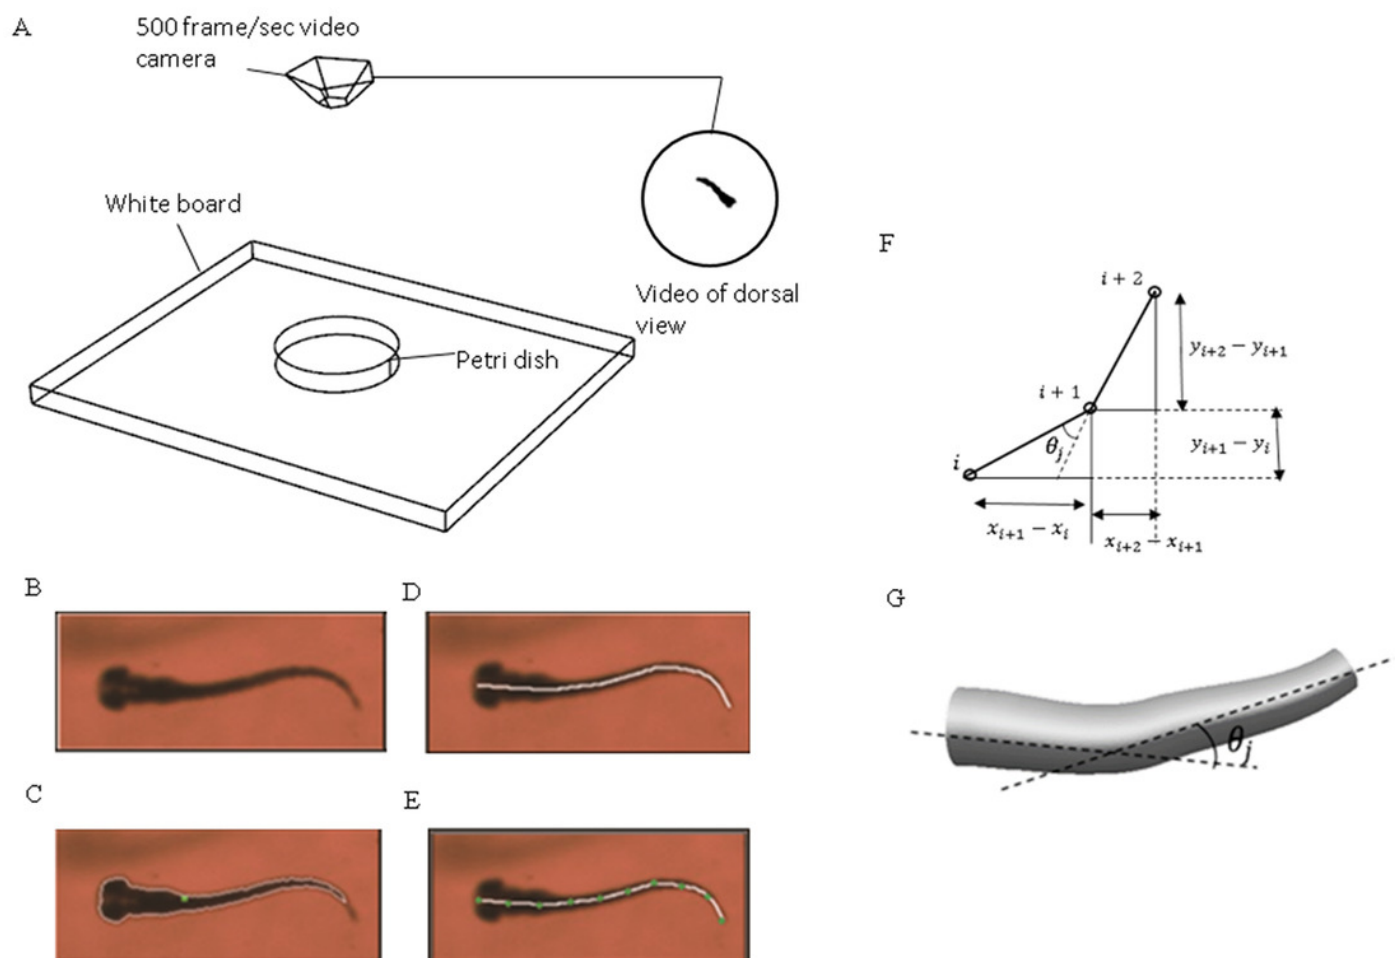 A
500 frame/sec video
camera
White board
Petri dish
Video of dorsal
view
B
D
C
E
F
i + 2
y_{i+2} − y_{i+1}
i + 1
θ_j
y_{i+1} − y_i
i
x_{i+1} − x_i
x_{i+2} − x_{i+1}
G
θ_j